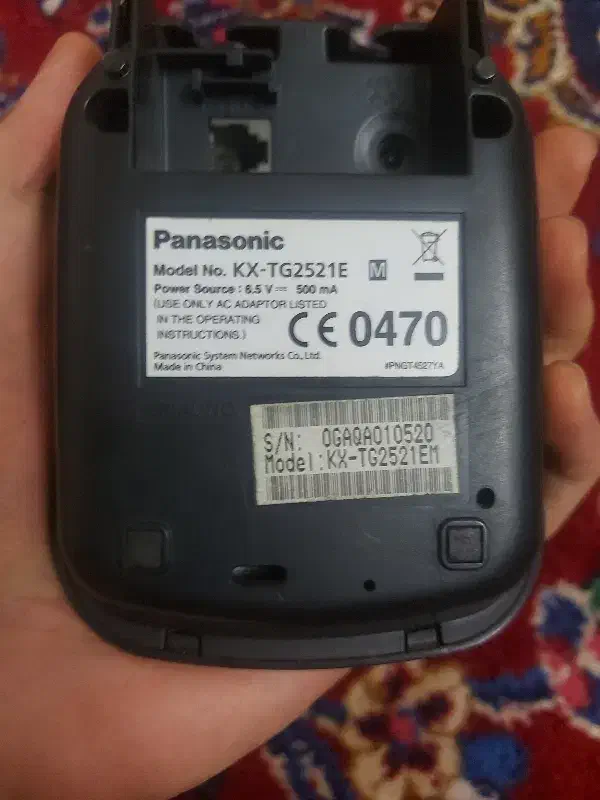 Panasonic
Model No. KX-TG2521E M
Power Source : 6.5 V⎓ 500 mA
(USE ONLY AC ADAPTOR LISTED
IN THE OPERATING
INSTRUCTIONS.)
CE 0470
Panasonic System Networks Co., Ltd.
Made in China
#PNGT4527YA
S/N: 0GAQA010520
Model:KX-TG2521EM